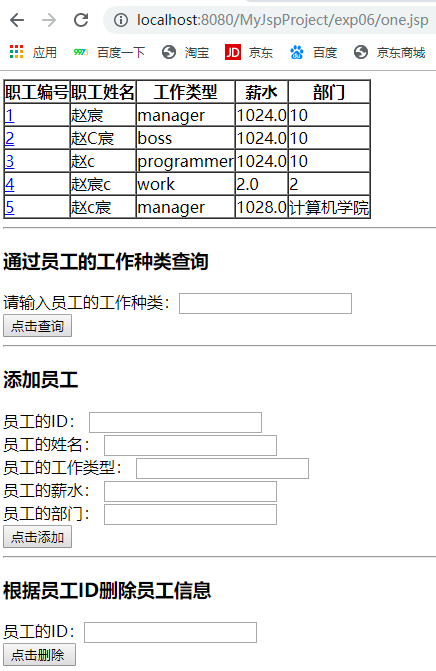 localhost:8080/MyJspProject/exp06/one.jsp
应用 997 百度一下 淘宝 JD 京东 百度 京东商城
职工编号 职工姓名 工作类型 薪水 部门
1 赵宸 manager 1024.0 10
2 赵C宸 boss 1024.0 10
3 赵c programmer 1024.0 10
4 赵宸c work 2.0 2
5 赵c宸 manager 1028.0 计算机学院
通过员工的工作种类查询
请输入员工的工作种类：
点击查询
添加员工
员工的ID：
员工的姓名：
员工的工作类型：
员工的薪水：
员工的部门：
点击添加
根据员工ID删除员工信息
员工的ID：
点击删除